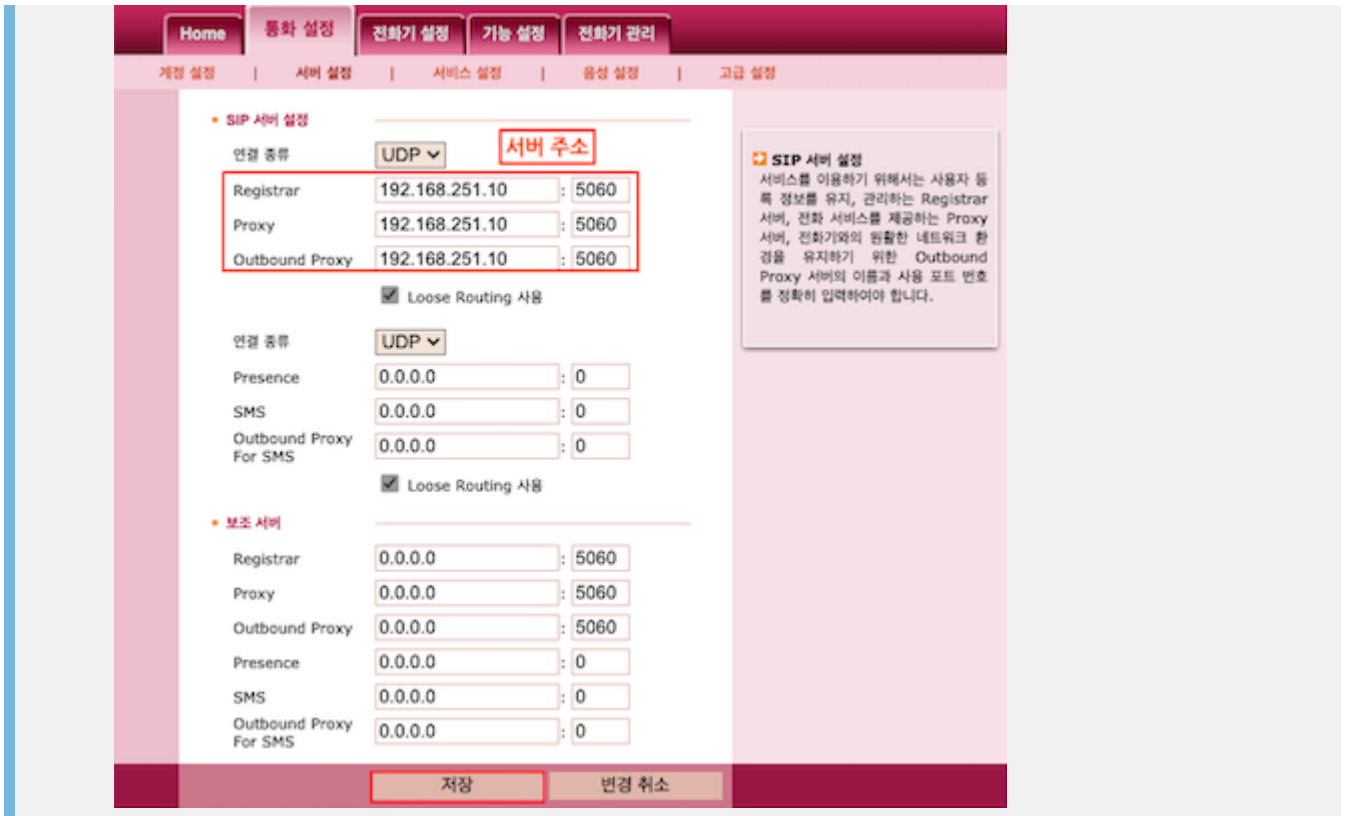 Home 통화 설정 전화기 설정 기능 설정 전화기 관리
계정 설정 | 서버 설정 | 서비스 설정 | 음성 설정 | 고급 설정
SIP 서버 설정
서버 주소
연결 종류 UDP
Registrar 192.168.251.10 : 5060
Proxy 192.168.251.10 : 5060
Outbound Proxy 192.168.251.10 : 5060
Loose Routing 사용
연결 종류 UDP
Presence 0.0.0.0 : 0
SMS 0.0.0.0 : 0
Outbound Proxy
For SMS 0.0.0.0 : 0
Loose Routing 사용
보조 서버
Registrar 0.0.0.0 : 5060
Proxy 0.0.0.0 : 5060
Outbound Proxy 0.0.0.0 : 5060
Presence 0.0.0.0 : 0
SMS 0.0.0.0 : 0
Outbound Proxy
For SMS 0.0.0.0 : 0
저장 변경 취소
SIP 서버 설정
서비스를 이용하기 위해서는 사용자 등
록 정보를 유지, 관리하는 Registrar
서버, 전화 서비스를 제공하는 Proxy
서버, 전화기와의 원활한 네트워크 환
경을 유지하기 위한 Outbound
Proxy 서버의 이름과 사용 포트 번호
를 정확히 입력하여야 합니다.